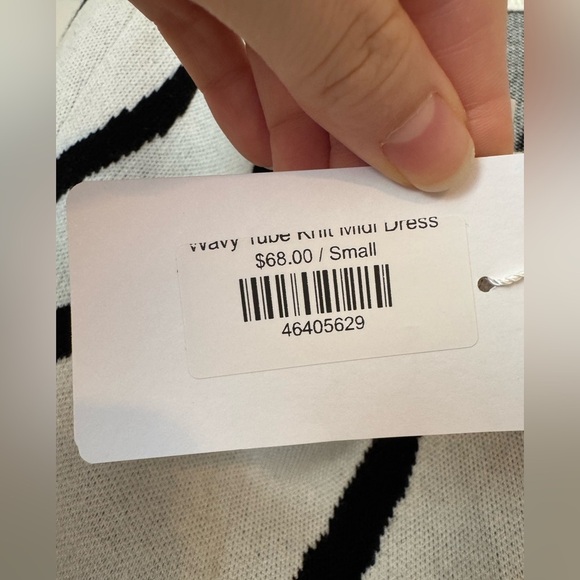 Wavy Tube Knit Midi Dress
$68.00 / Small
46405629